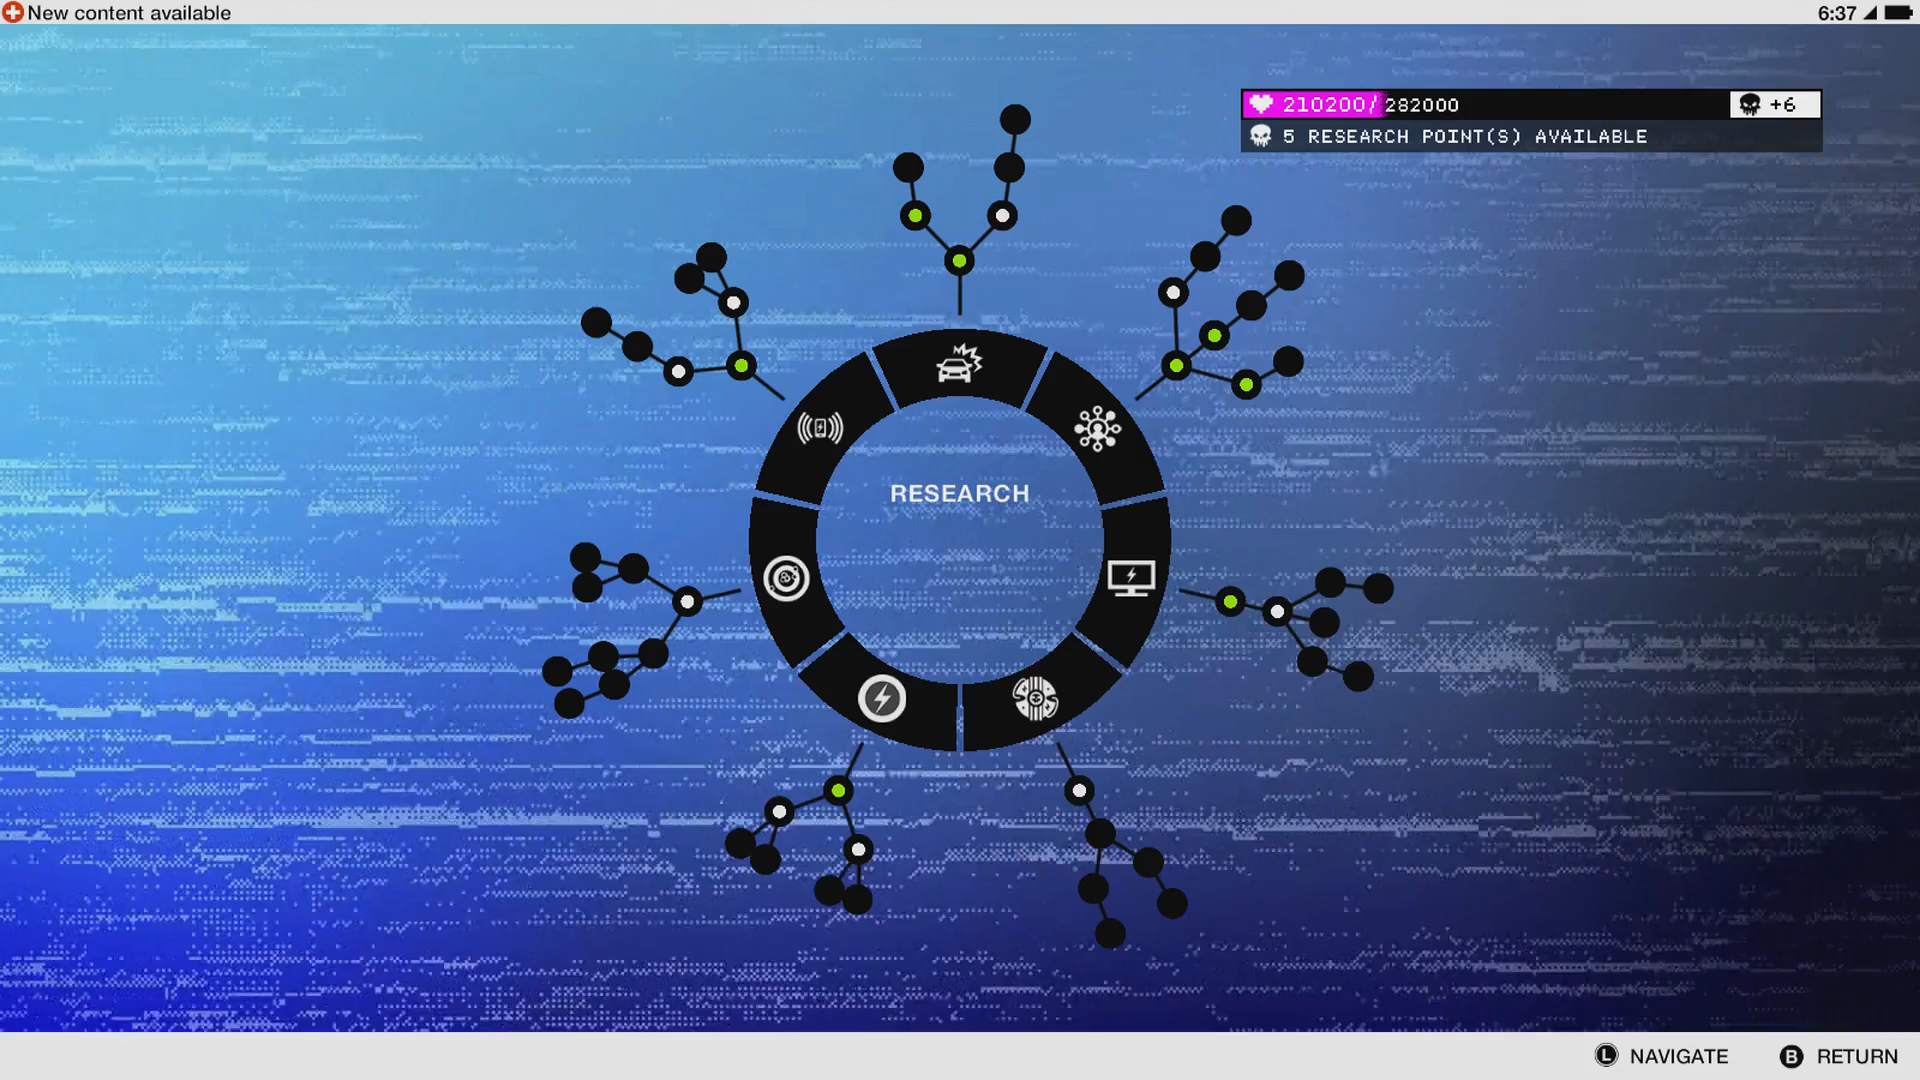 New content available
6:37
210200/ 282000
+6
5 RESEARCH POINT(S) AVAILABLE
RESEARCH
L NAVIGATE
B RETURN